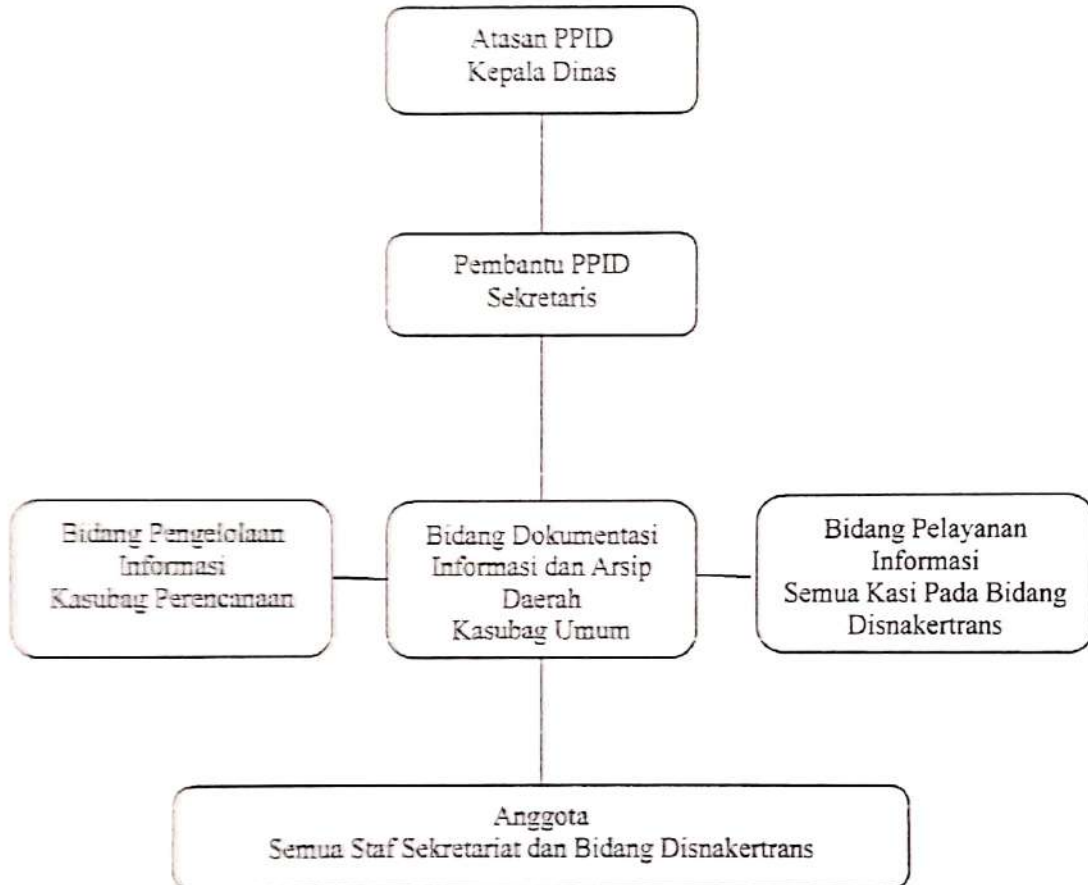 Atasan PPID
Kepala Dinas
Pembantu PPID
Sekretaris
Bidang Pengelolaan
Informasi
Kasubag Perencanaan
Bidang Dokumentasi
Informasi dan Arsip
Daerah
Kasubag Umum
Bidang Pelayanan
Informasi
Semua Kasi Pada Bidang
Disnakertrans
Anggota
Semua Staf Sekretariat dan Bidang Disnakertrans